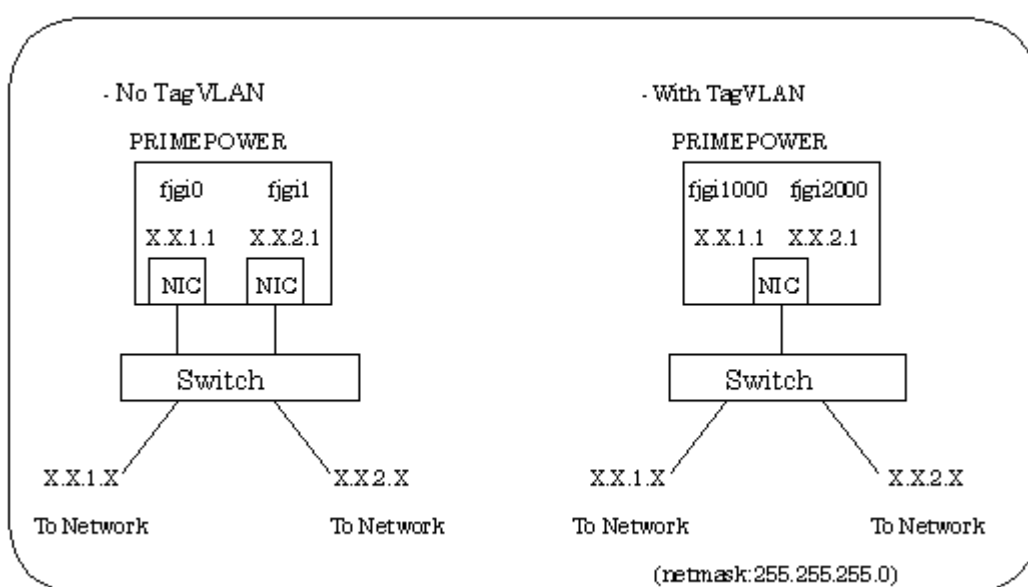 - No TagVLAN
PRIMEPOWER
fjgi0 fjgi1
X.X.1.1 X.X.2.1
NIC NIC
Switch
X.X.1.X X.X2.X
To Network To Network
- With TagVLAN
PRIMEPOWER
fjgi1000 fjgi2000
X.X.1.1 X.X.2.1
NIC
Switch
X.X.1.X X.X.2.X
To Network To Network
(netmask:255.255.255.0)